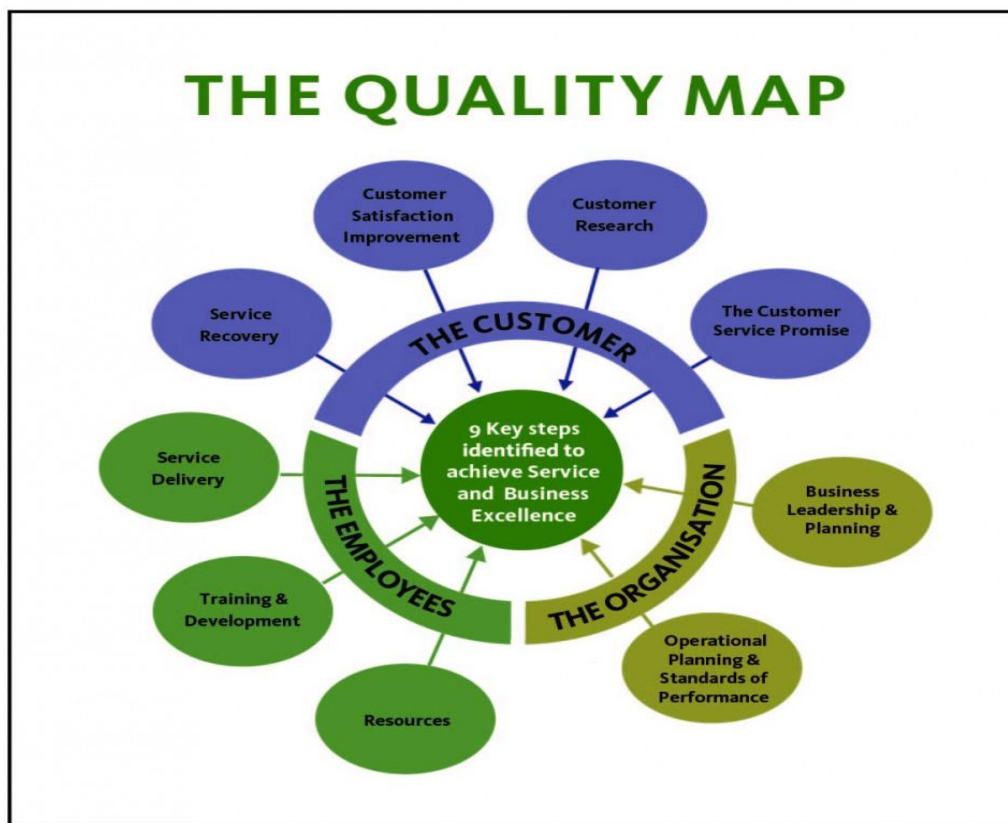 THE QUALITY MAP
Customer
Satisfaction
Improvement
Customer
Research
Service
Recovery
The Customer
Service Promise
THE CUSTOMER
9 Key steps
identified to
achieve Service
and Business
Excellence
Service
Delivery
THE EMPLOYEES
THE ORGANISATION
Business
Leadership &
Planning
Training &
Development
Operational
Planning &
Standards of
Performance
Resources